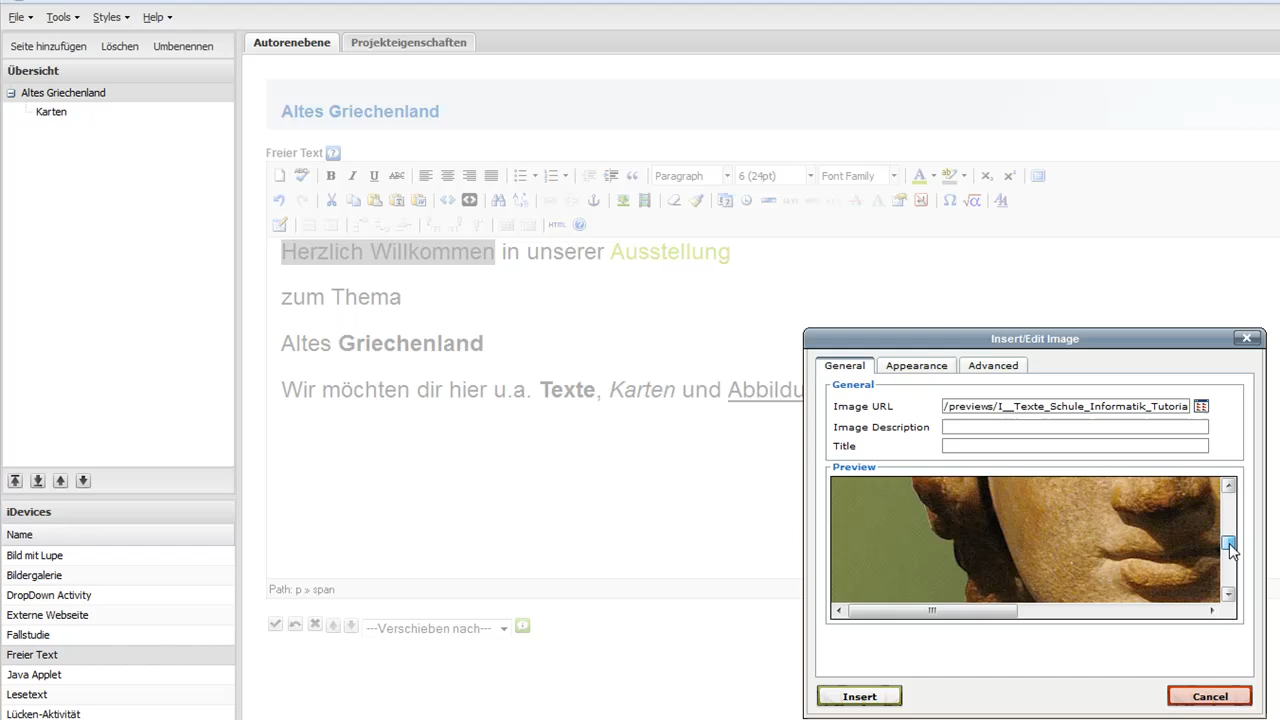 File Tools Styles Help
Seite hinzufügen Löschen Umbenennen
Übersicht
Altes Griechenland
Karten
Autorenebene Projekteigenschaften
Altes Griechenland
Freier Text
Paragraph 6 (24pt) Font Family
HTML
Herzlich Willkommen in unserer Ausstellung
zum Thema
Altes Griechenland
Wir möchten dir hier u.a. Texte, Karten und Abbildu
Path: p » span
---Verschieben nach---
iDevices
Name
Bild mit Lupe
Bildergalerie
DropDown Activity
Externe Webseite
Fallstudie
Freier Text
Java Applet
Lesetext
Lücken-Aktivität
Insert/Edit Image
General Appearance Advanced
General
Image URL /previews/I__Texte_Schule_Informatik_Tutoria
Image Description
Title
Preview
Insert Cancel